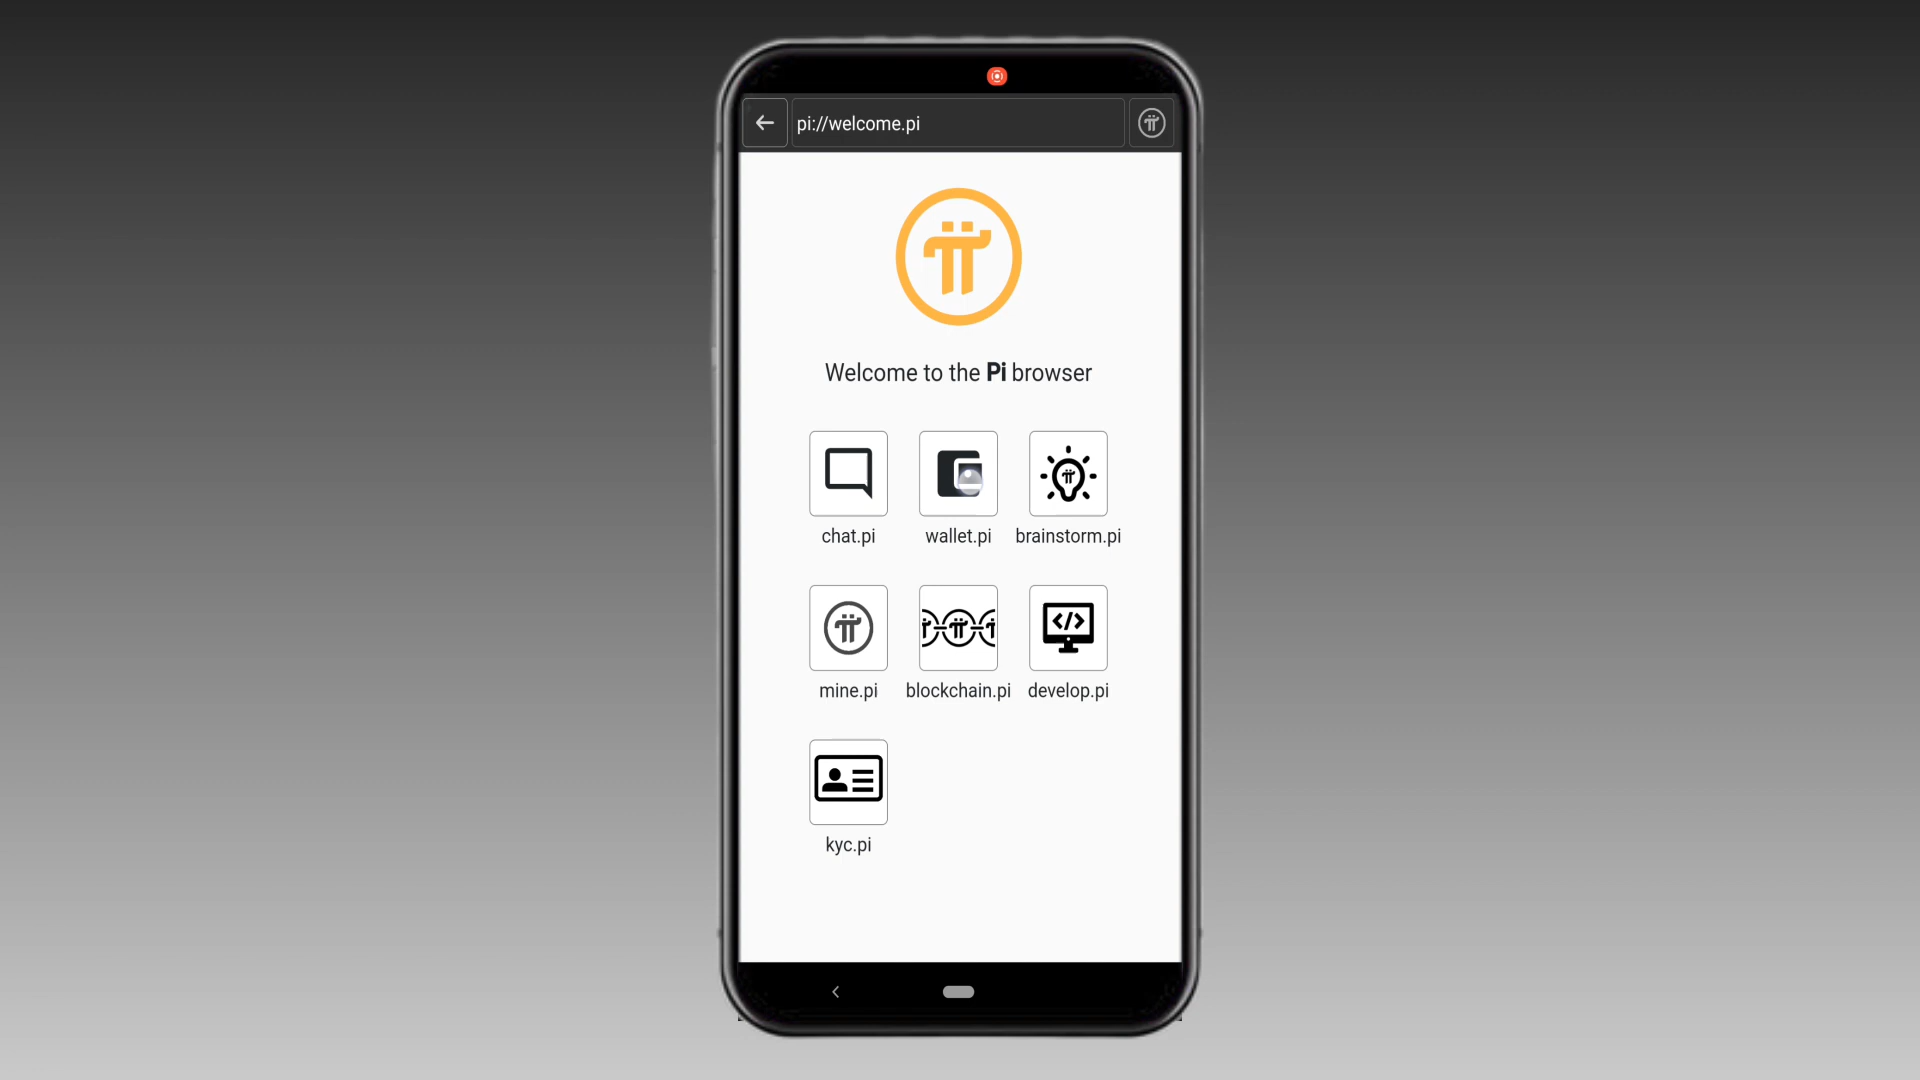 pi://welcome.pi
Welcome to the Pi browser
chat.pi
wallet.pi
brainstorm.pi
mine.pi
blockchain.pi
develop.pi
kyc.pi